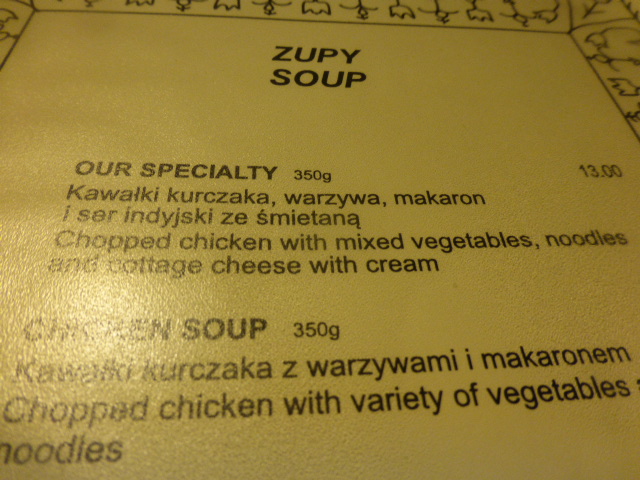 ZUPY
SOUP
OUR SPECIALTY 350g 13.00
Kawałki kurczaka, warzywa, makaron
i ser indyjski ze śmietaną
Chopped chicken with mixed vegetables, noodles
and cottage cheese with cream
CHICKEN SOUP 350g
Kawałki kurczaka z warzywami i makaronem
Chopped chicken with variety of vegetables
noodles